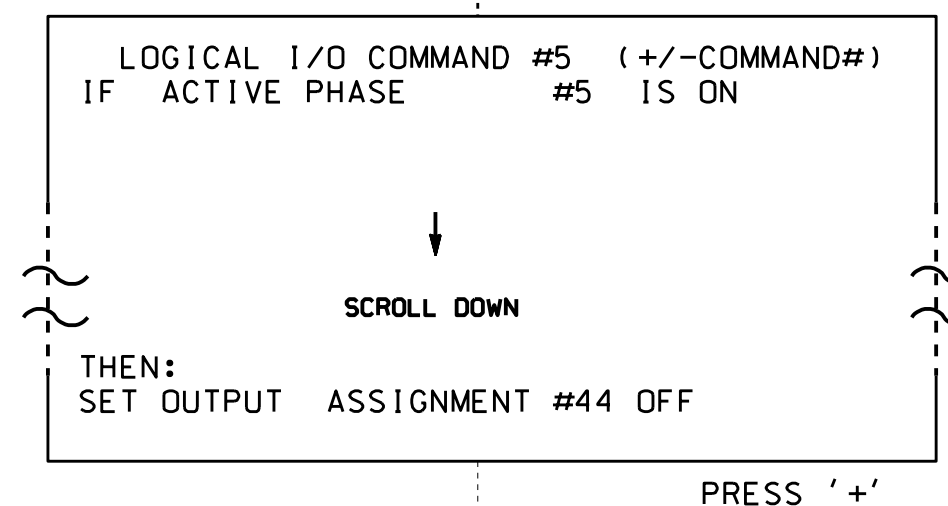 LOGICAL I/O COMMAND #5 (+/-COMMAND#)
IF ACTIVE PHASE #5 IS ON
SCROLL DOWN
THEN:
SET OUTPUT ASSIGNMENT #44 OFF
PRESS '+'